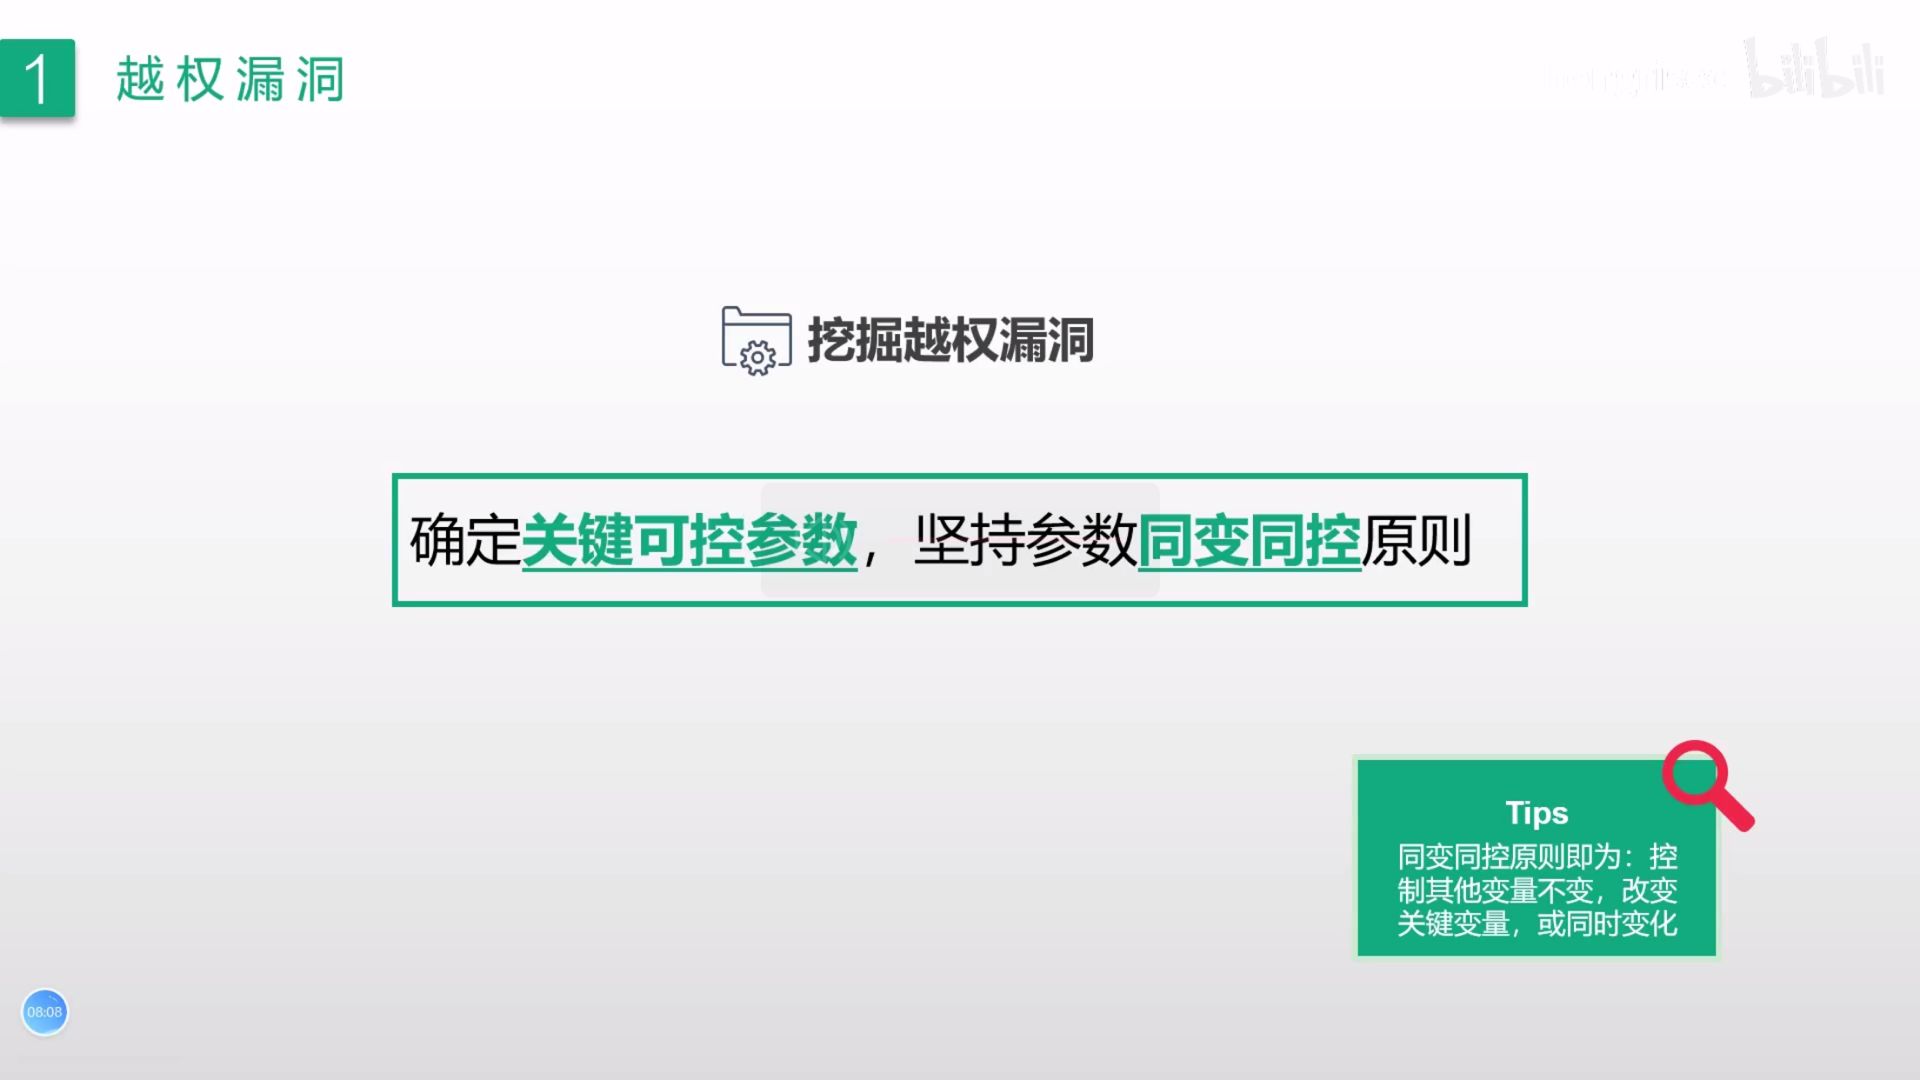 1
越权漏洞
bilibili
挖掘越权漏洞
确定关键可控参数，坚持参数同变同控原则
Tips
同变同控原则即为：控
制其他变量不变，改变
关键变量，或同时变化
08:08